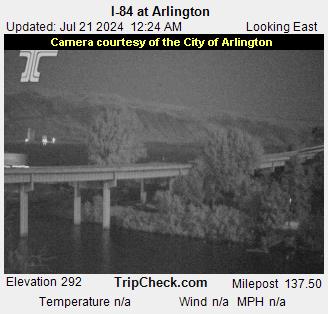 I-84 at Arlington
Updated: Jul 21 2024 12:24 AM Looking East
Camera courtesy of the City of Arlington
Elevation 292 TripCheck.com Milepost 137.50
Temperature n/a Wind n/a MPH n/a